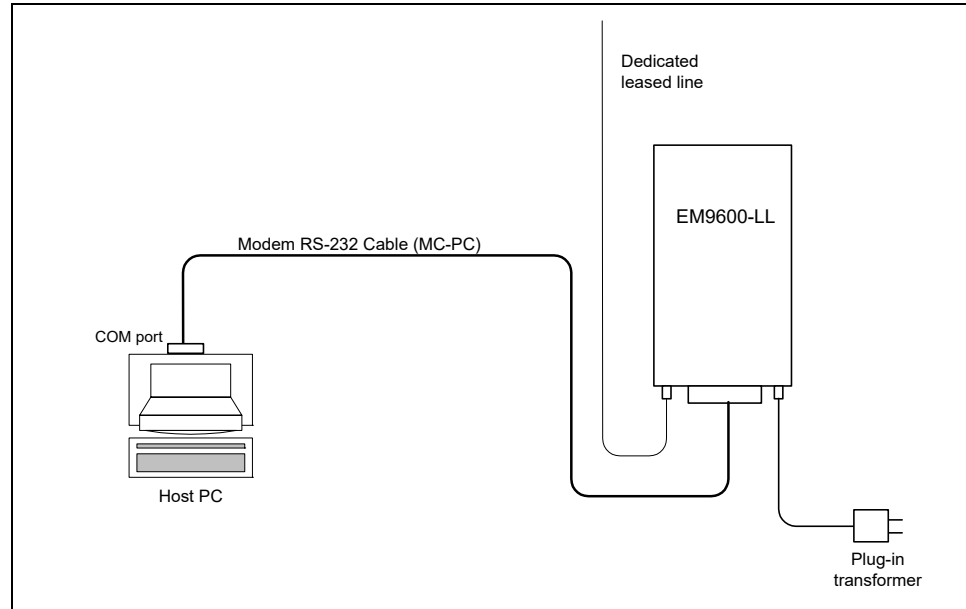 Dedicated
leased line
EM9600-LL
Modem RS-232 Cable (MC-PC)
COM port
Host PC
Plug-in
transformer